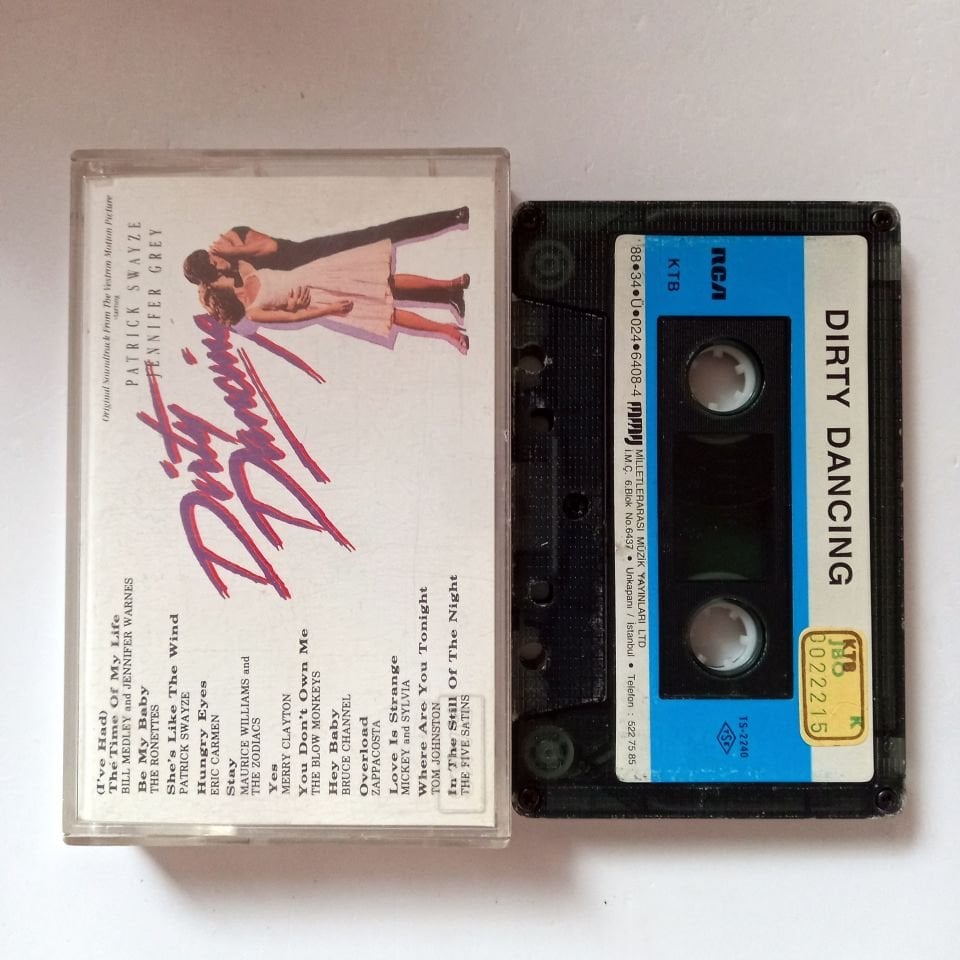 Original Soundtrack From The Vestron Motion Picture
starring
PATRICK SWAYZE
JENNIFER GREY
Dirty
Dancing
(I've Had)
The Time Of My Life
BILL MEDLEY and JENNIFER WARNES
Be My Baby
THE RONETTES
She's Like The Wind
PATRICK SWAYZE
Hungry Eyes
ERIC CARMEN
Stay
MAURICE WILLIAMS and
THE ZODIACS
Yes
MERRY CLAYTON
You Don't Own Me
THE BLOW MONKEYS
Hey Baby
BRUCE CHANNEL
Overload
ZAPPACOSTA
Love Is Strange
MICKEY and SYLVIA
Where Are You Tonight
TOM JOHNSTON
In The Still Of The Night
THE FIVE SATINS
DIRTY DANCING
RCA
KTB
KTB K
JBO
0022215
TS-2240
TSE
MİLLETLERARASI MÜZİK YAYINLARI LTD
İ.M.Ç. 6.Blok No.6437 • Unkapanı / İstanbul • Telefon : 522 75 85
88•34•Ü•024•6408-4